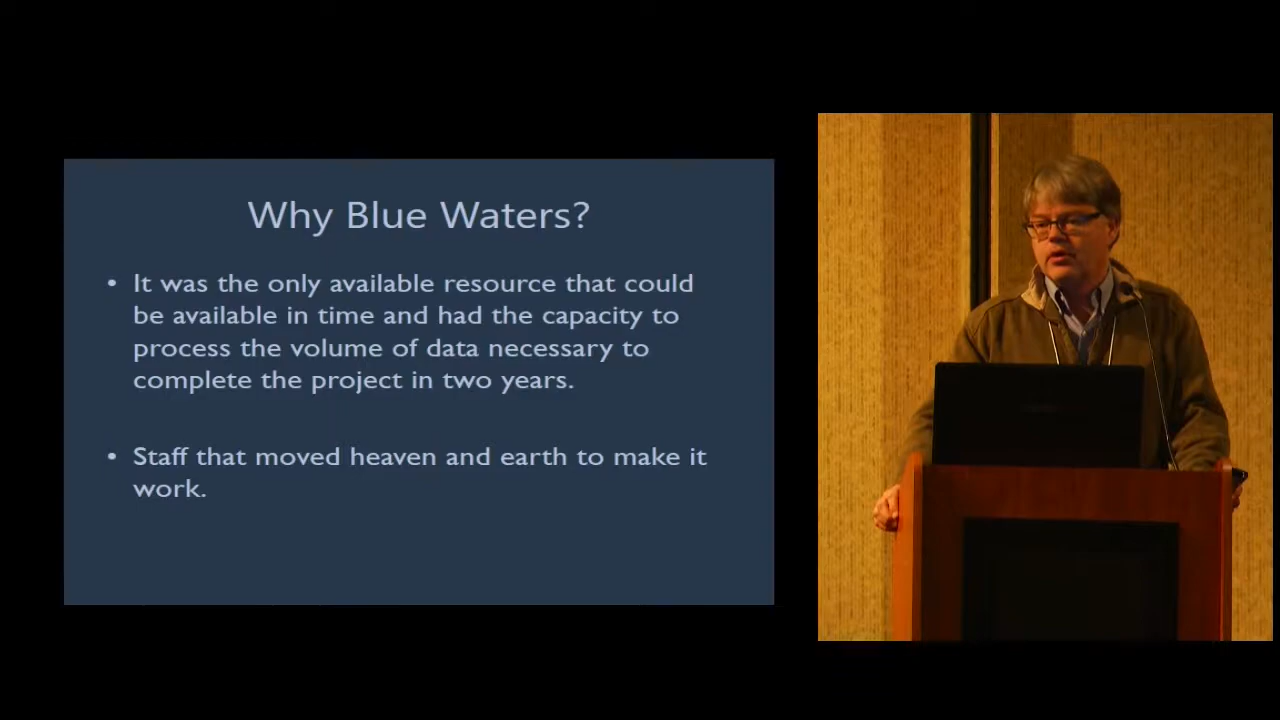 Why Blue Waters?
• It was the only available resource that could
be available in time and had the capacity to
process the volume of data necessary to
complete the project in two years.
• Staff that moved heaven and earth to make it
work.